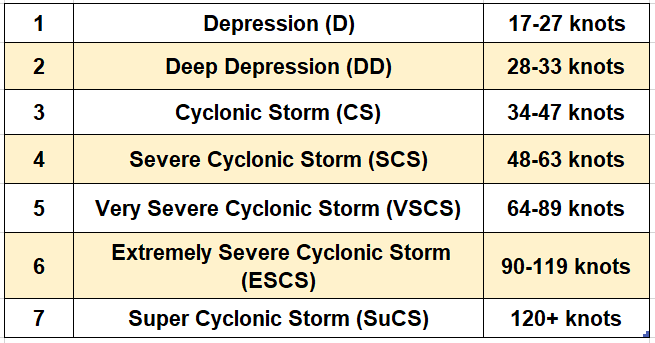 1 Depression (D) 17-27 knots
2 Deep Depression (DD) 28-33 knots
3 Cyclonic Storm (CS) 34-47 knots
4 Severe Cyclonic Storm (SCS) 48-63 knots
5 Very Severe Cyclonic Storm (VSCS) 64-89 knots
6 Extremely Severe Cyclonic Storm
(ESCS) 90-119 knots
7 Super Cyclonic Storm (SuCS) 120+ knots